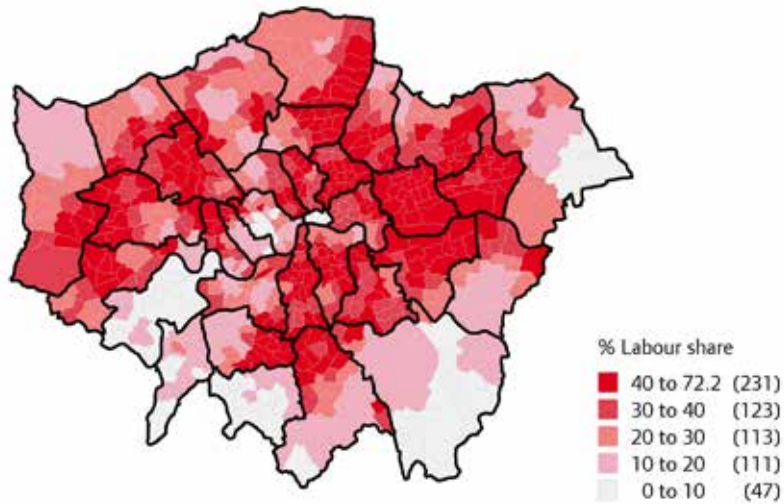 % Labour share
40 to 72.2 (231)
30 to 40 (123)
20 to 30 (113)
10 to 20 (111)
0 to 10 (47)